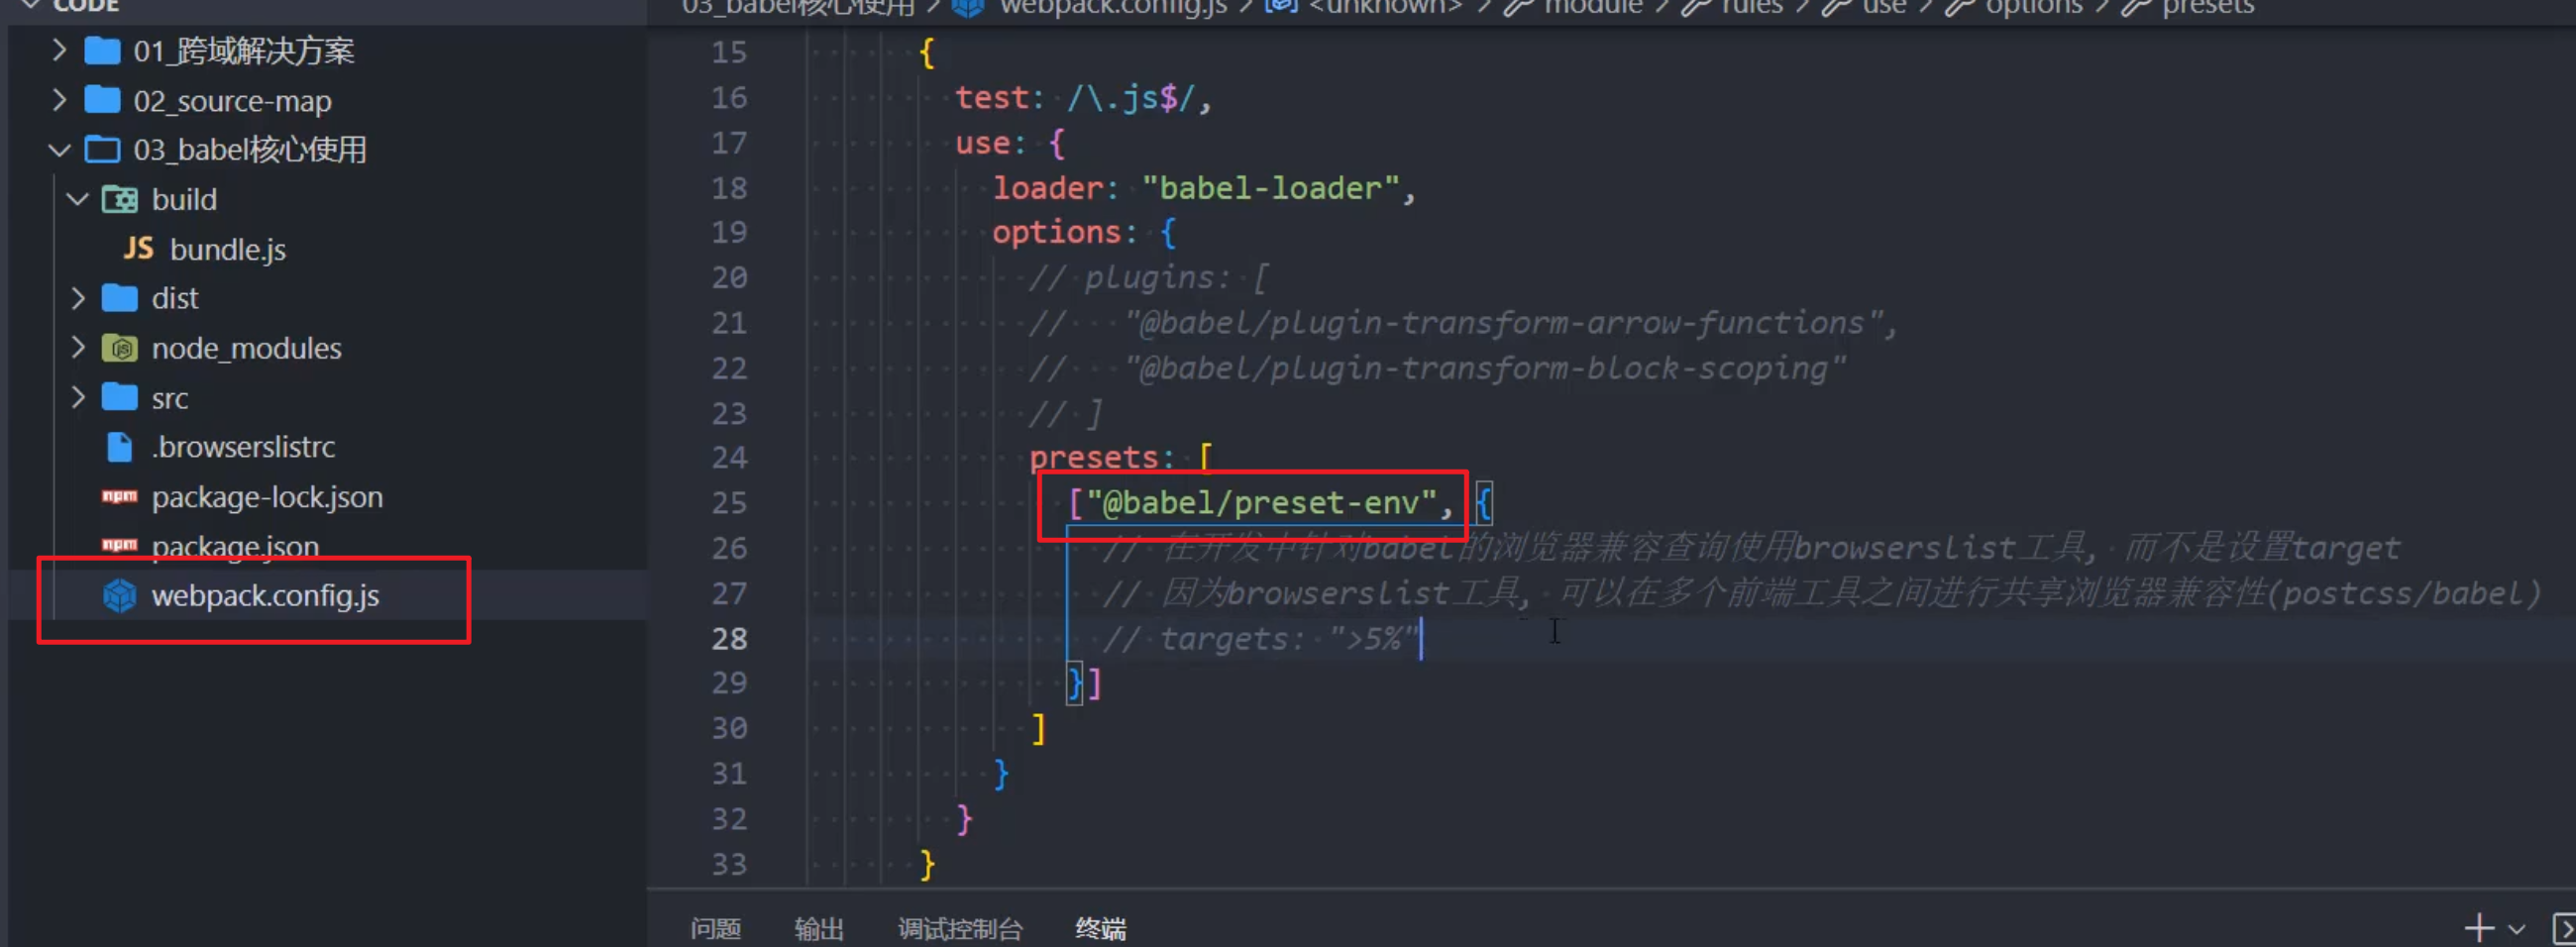 CODE
01_跨域解决方案
02_source-map
03_babel核心使用
build
JS bundle.js
dist
node_modules
src
.browserslistrc
npm package-lock.json
npm package.json
webpack.config.js
03_babel核心使用 > webpack.config.js > <unknown> > module > rules > use > options > presets
15 {
16 test: /\.js$/,
17 use: {
18 loader: "babel-loader",
19 options: {
20 // plugins: [
21 // "@babel/plugin-transform-arrow-functions",
22 // "@babel/plugin-transform-block-scoping"
23 // ]
24 presets: [
25 ["@babel/preset-env", {
26 // 在开发中针对babel的浏览器兼容查询使用browserslist工具, 而不是设置target
27 // 因为browserslist工具, 可以在多个前端工具之间进行共享浏览器兼容性(postcss/babel)
28 // targets: ">5%"
29 }]
30 ]
31 }
32 }
33 }
问题 输出 调试控制台 终端